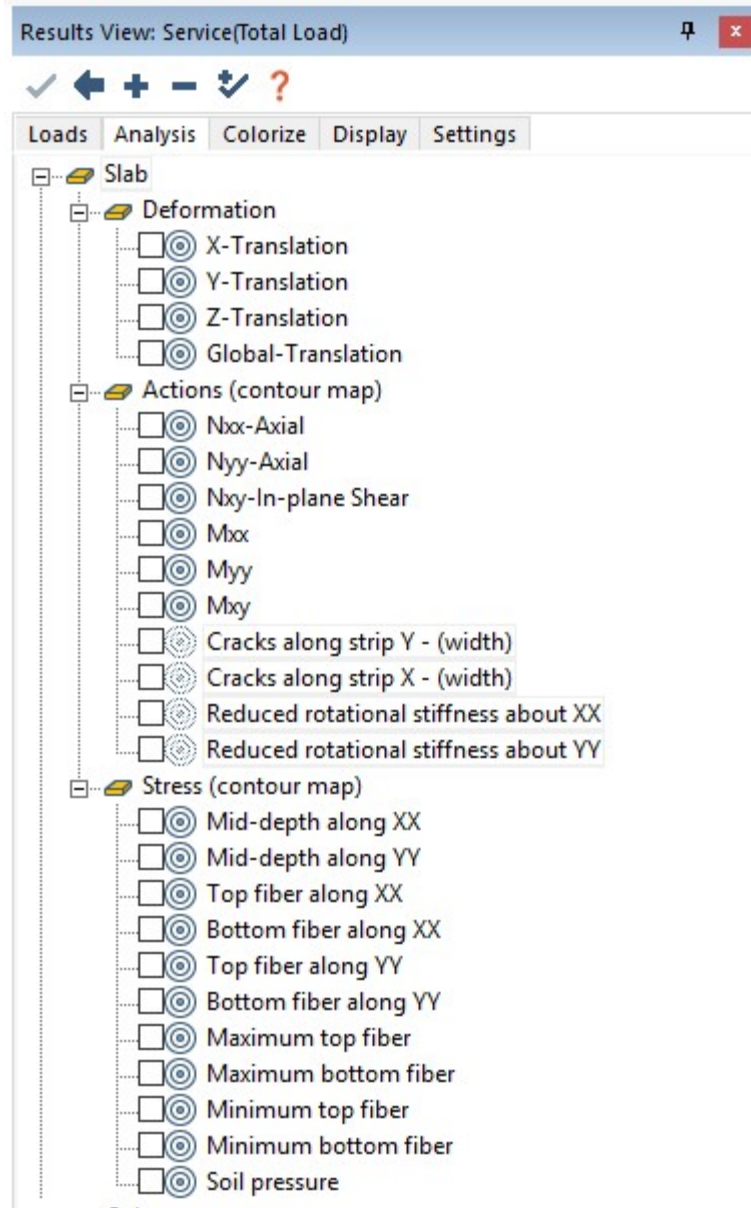 Results View: Service(Total Load)
Loads Analysis Colorize Display Settings
Slab
Deformation
X-Translation
Y-Translation
Z-Translation
Global-Translation
Actions (contour map)
Nxx-Axial
Nyy-Axial
Nxy-In-plane Shear
Mxx
Myy
Mxy
Cracks along strip Y - (width)
Cracks along strip X - (width)
Reduced rotational stiffness about XX
Reduced rotational stiffness about YY
Stress (contour map)
Mid-depth along XX
Mid-depth along YY
Top fiber along XX
Bottom fiber along XX
Top fiber along YY
Bottom fiber along YY
Maximum top fiber
Maximum bottom fiber
Minimum top fiber
Minimum bottom fiber
Soil pressure